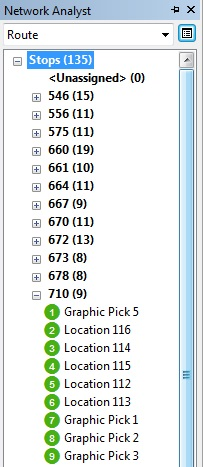 Network Analyst
Route
Stops (135)
<Unassigned> (0)
546 (15)
556 (11)
575 (11)
660 (19)
661 (10)
664 (11)
667 (9)
670 (11)
672 (13)
673 (8)
678 (8)
710 (9)
1 Graphic Pick 5
2 Location 116
3 Location 114
4 Location 115
5 Location 112
6 Location 113
7 Graphic Pick 1
8 Graphic Pick 2
9 Graphic Pick 3